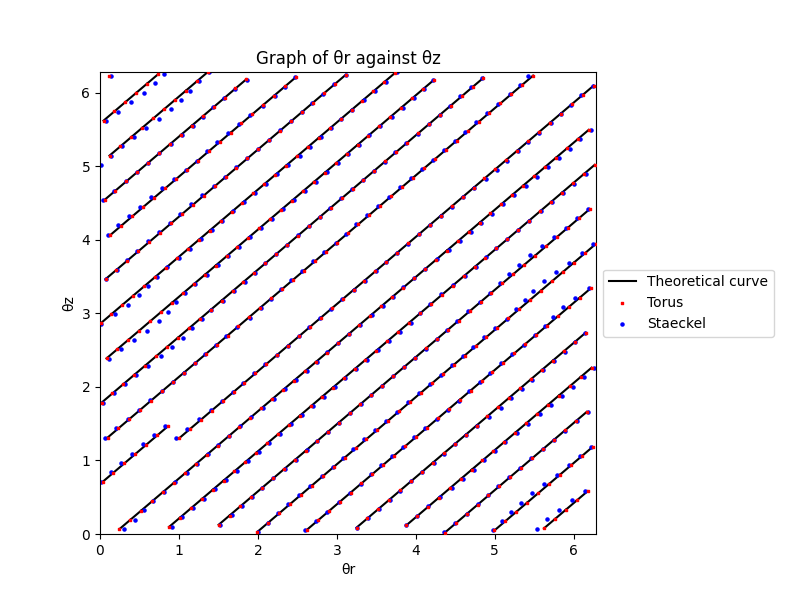 Graph of θr against θz
6
5
4
3
2
1
0
θz
0 1 2 3 4 5 6
θr
Theoretical curve
Torus
Staeckel